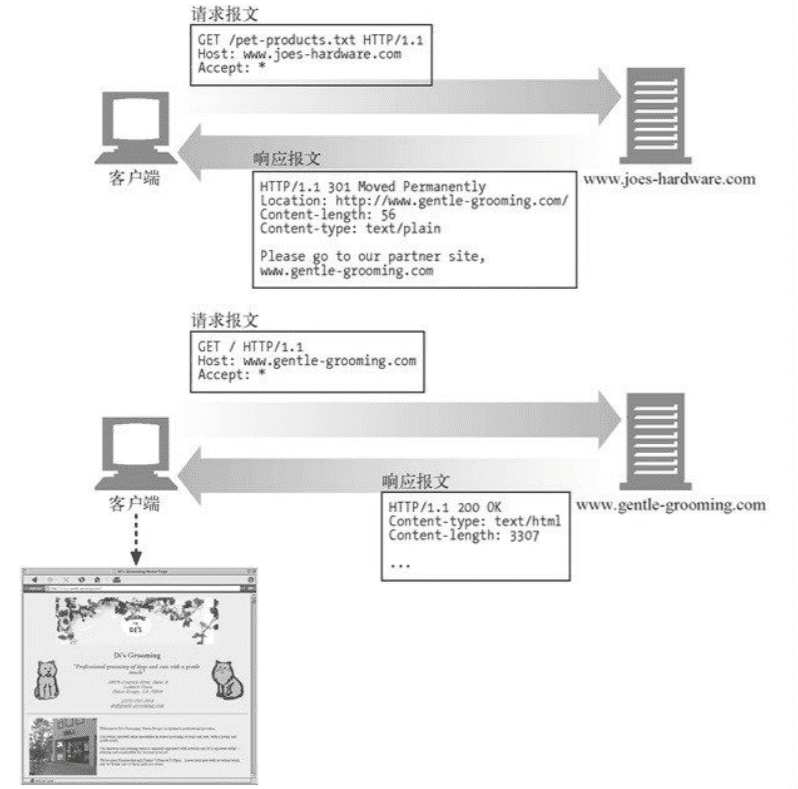 请求报文
GET /pet-products.txt HTTP/1.1
Host: www.joes-hardware.com
Accept: *
客户端
www.joes-hardware.com
响应报文
HTTP/1.1 301 Moved Permanently
Location: http://www.gentle-grooming.com/
Content-length: 56
Content-type: text/plain
Please go to our partner site,
www.gentle-grooming.com
请求报文
GET / HTTP/1.1
Host: www.gentle-grooming.com
Accept: *
客户端
www.gentle-grooming.com
响应报文
HTTP/1.1 200 OK
Content-type: text/html
Content-length: 3307
...
Di's Grooming
"Professional grooming of dogs and cats with a gentle
touch"